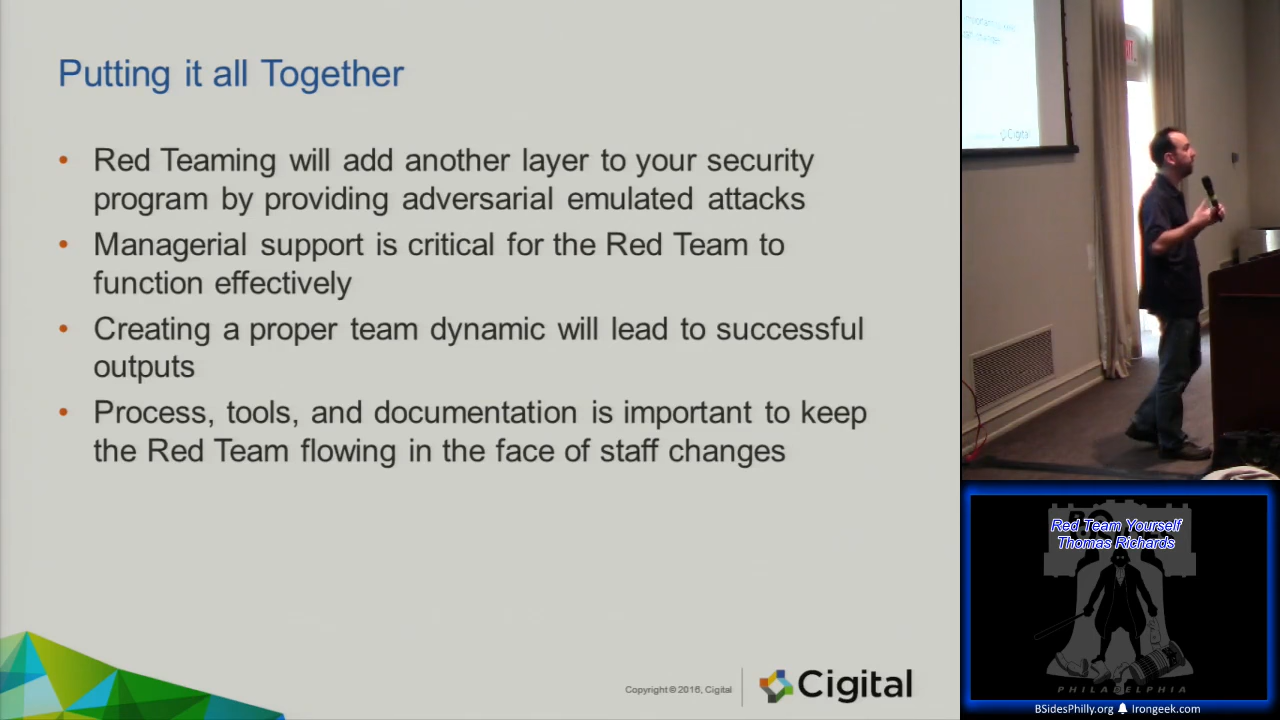 Putting it all Together
• Red Teaming will add another layer to your security
program by providing adversarial emulated attacks
• Managerial support is critical for the Red Team to
function effectively
• Creating a proper team dynamic will lead to successful
outputs
• Process, tools, and documentation is important to keep
the Red Team flowing in the face of staff changes
Copyright © 2016, Cigital
Cigital
Cigital
Red Team Yourself
Thomas Richards
PHILADELPHIA
BSidesPhilly.org Irongeek.com